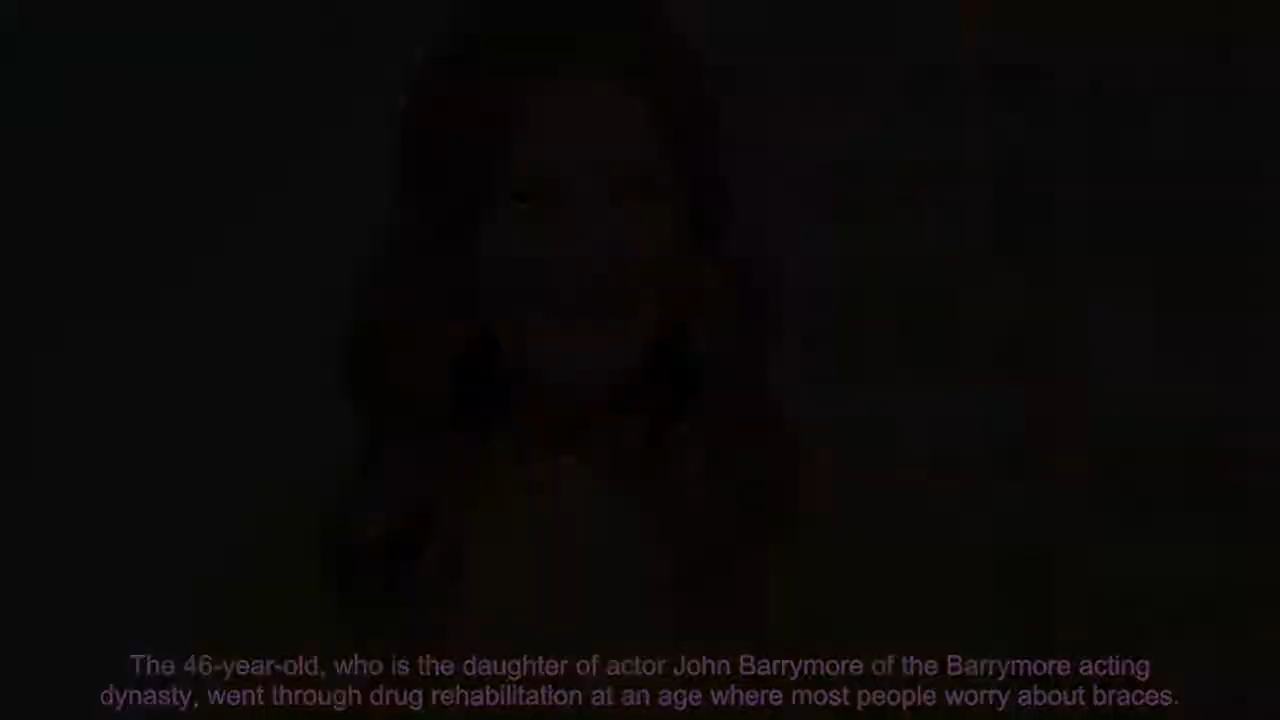 The 46-year-old, who is the daughter of actor John Barrymore of the Barrymore acting
dynasty, went through drug rehabilitation at an age where most people worry about braces.